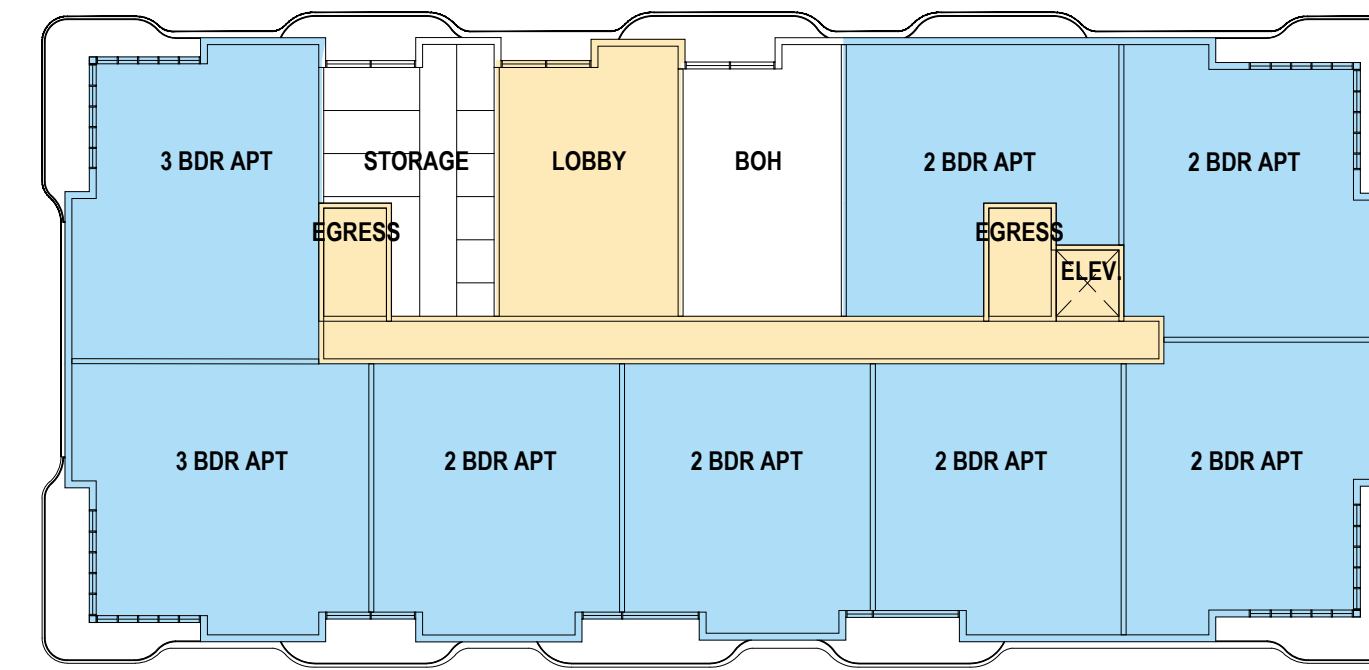 3 BDR APT
STORAGE
LOBBY
BOH
2 BDR APT
2 BDR APT
EGRESS
EGRESS
ELEV.
3 BDR APT
2 BDR APT
2 BDR APT
2 BDR APT
2 BDR APT